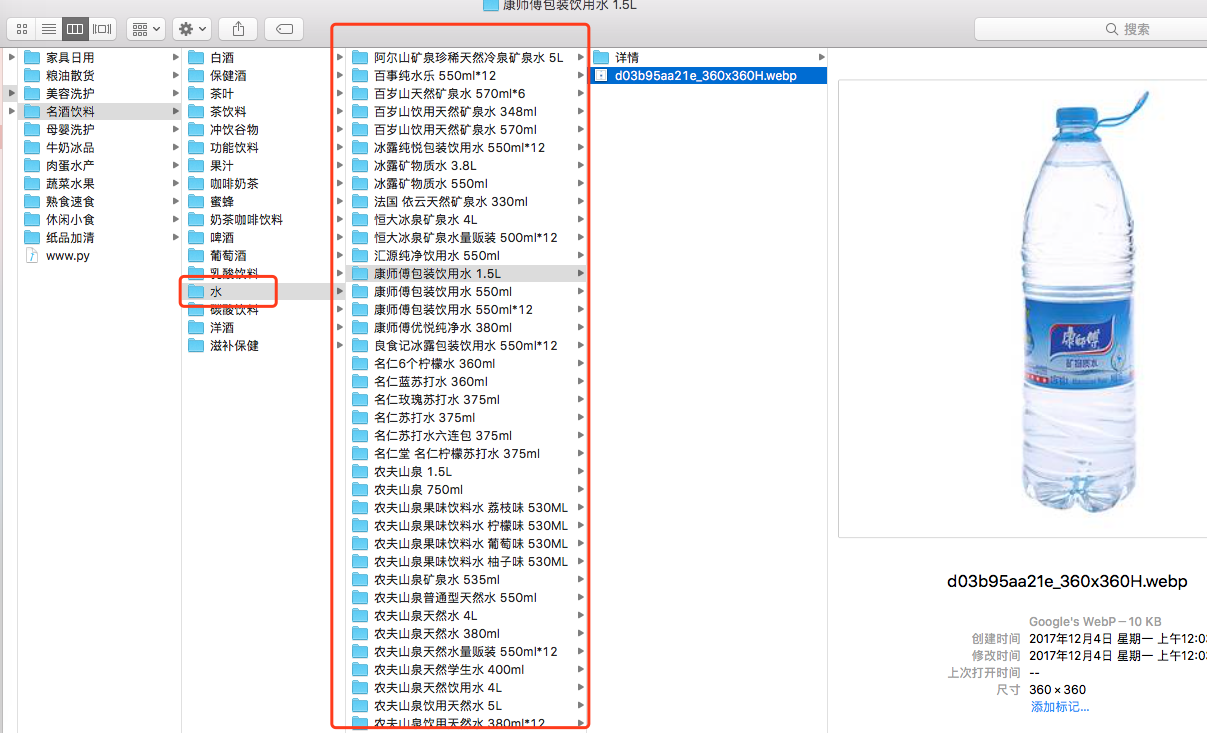 康师傅包装饮用水 1.5L
搜索
家具日用
粮油散货
美容洗护
名酒饮料
母婴洗护
牛奶冰品
肉蛋水产
蔬菜水果
熟食速食
休闲小食
纸品加清
www.py
白酒
保健酒
茶叶
茶饮料
冲饮谷物
功能饮料
果汁
咖啡奶茶
蜜蜂
奶茶咖啡饮料
啤酒
葡萄酒
乳酸饮料
水
碳酸饮料
洋酒
滋补保健
阿尔山矿泉珍稀天然冷泉矿泉水 5L
百事纯水乐 550ml*12
百岁山天然矿泉水 570ml*6
百岁山饮用天然矿泉水 348ml
百岁山饮用天然矿泉水 570ml
冰露纯悦包装饮用水 550ml*12
冰露矿物质水 3.8L
冰露矿物质水 550ml
法国 依云天然矿泉水 330ml
恒大冰泉矿泉水 4L
恒大冰泉矿泉水量贩装 500ml*12
汇源纯净饮用水 550ml
康师傅包装饮用水 1.5L
康师傅包装饮用水 550ml
康师傅包装饮用水 550ml*12
康师傅优悦纯净水 380ml
良食记冰露包装饮用水 550ml*12
名仁6个柠檬水 360ml
名仁蓝苏打水 360ml
名仁玫瑰苏打水 375ml
名仁苏打水 375ml
名仁苏打水六连包 375ml
名仁堂 名仁柠檬苏打水 375ml
农夫山泉 1.5L
农夫山泉 750ml
农夫山泉果味饮料水 荔枝味 530ML
农夫山泉果味饮料水 柠檬味 530ML
农夫山泉果味饮料水 葡萄味 530ML
农夫山泉果味饮料水 柚子味 530ML
农夫山泉矿泉水 535ml
农夫山泉普通型天然水 550ml
农夫山泉天然水 4L
农夫山泉天然水 380ml
农夫山泉天然水量贩装 550ml*12
农夫山泉天然学生水 400ml
农夫山泉天然饮用水 4L
农夫山泉饮用天然水 5L
农夫山泉饮用天然水 380ml*12
详情
d03b95aa21e_360x360H.webp
康师傅
矿物质水
d03b95aa21e_360x360H.webp
Google's WebP – 10 KB
创建时间 2017年12月4日 星期一 上午12:03
修改时间 2017年12月4日 星期一 上午12:03
上次打开时间 --
尺寸 360 × 360
添加标记...